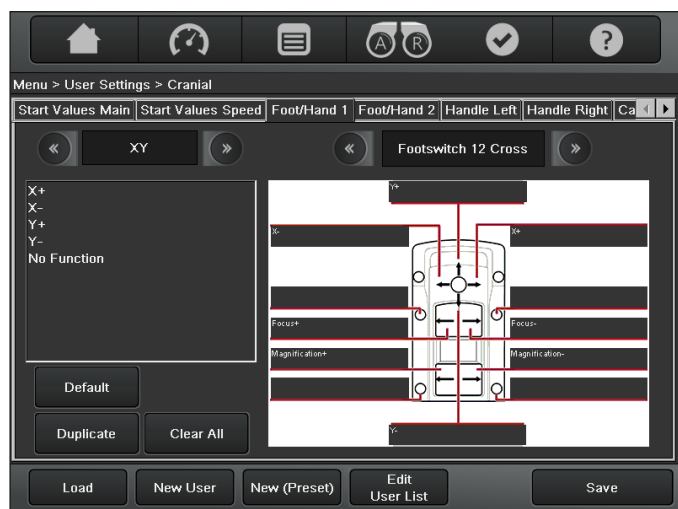 A R ?
Menu > User Settings > Cranial
Start Values Main Start Values Speed Foot/Hand 1 Foot/Hand 2 Handle Left Handle Right Ca
« XY » « Footswitch 12 Cross »
X+
X-
Y+
Y-
No Function
Default
Duplicate Clear All
Y+
X- X+
Focus+ Focus-
Magnification+ Magnification-
Y-
Load New User New (Preset) Edit User List Save